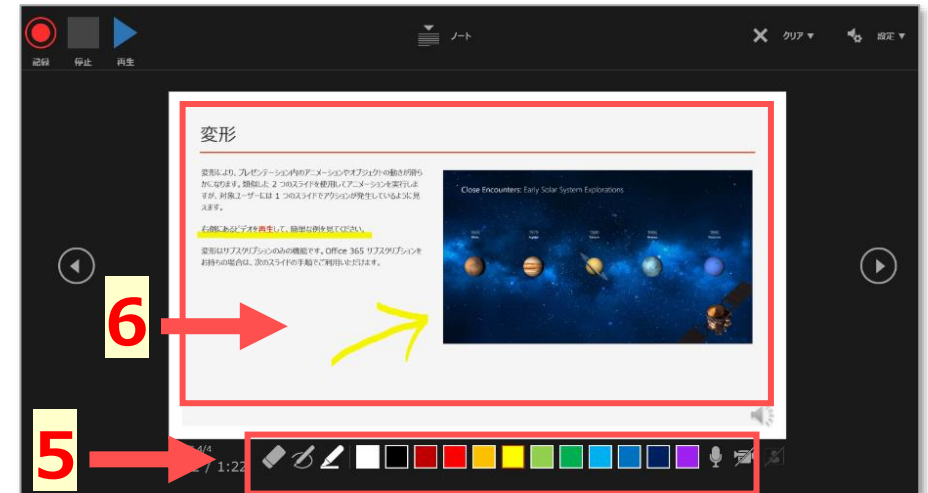 ノート
クリア ▼
設定 ▼
記録
停止
再生
変形
変形により、プレゼンテーション内のアニメーションやオブジェクトの動きが滑ら
かになります。類似した 2 つのスライドを使用してアニメーションを実行しま
すが、対象ユーザーには 1 つのスライドでアクションが発生しているように見
えます。
右側にあるビデオを再生して、簡単な例を見てください。
変形はサブスクリプションのみの機能です。Office 365 サブスクリプションを
お持ちの場合は、次のスライドの手順でご利用いただけます。
Close Encounters: Early Solar System Explorations
6
5
4/4
/ 1:22